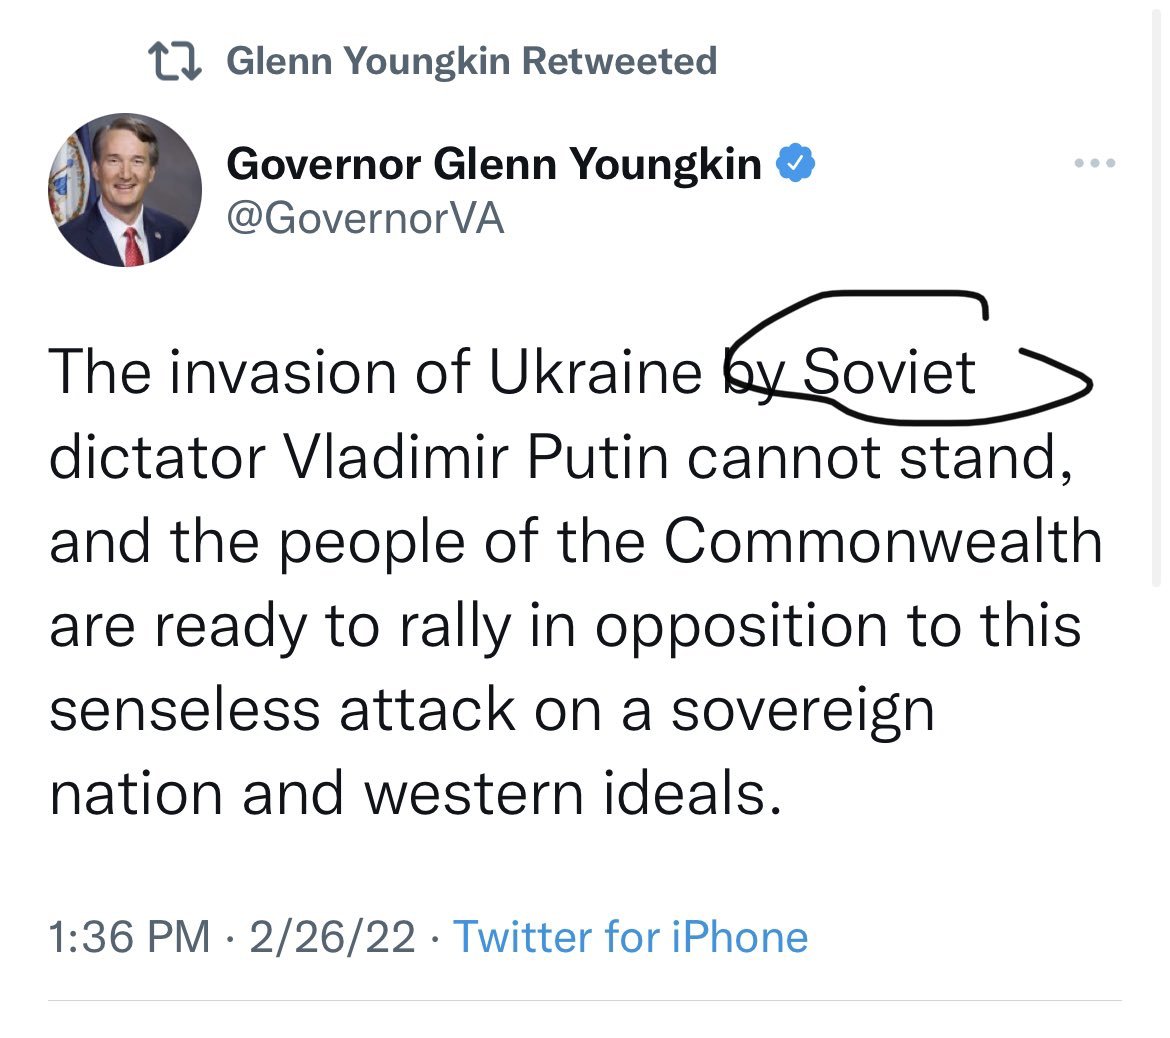 Glenn Youngkin Retweeted
Governor Glenn Youngkin
@GovernorVA
The invasion of Ukraine by Soviet
dictator Vladimir Putin cannot stand,
and the people of the Commonwealth
are ready to rally in opposition to this
senseless attack on a sovereign
nation and western ideals.
1:36 PM · 2/26/22 · Twitter for iPhone